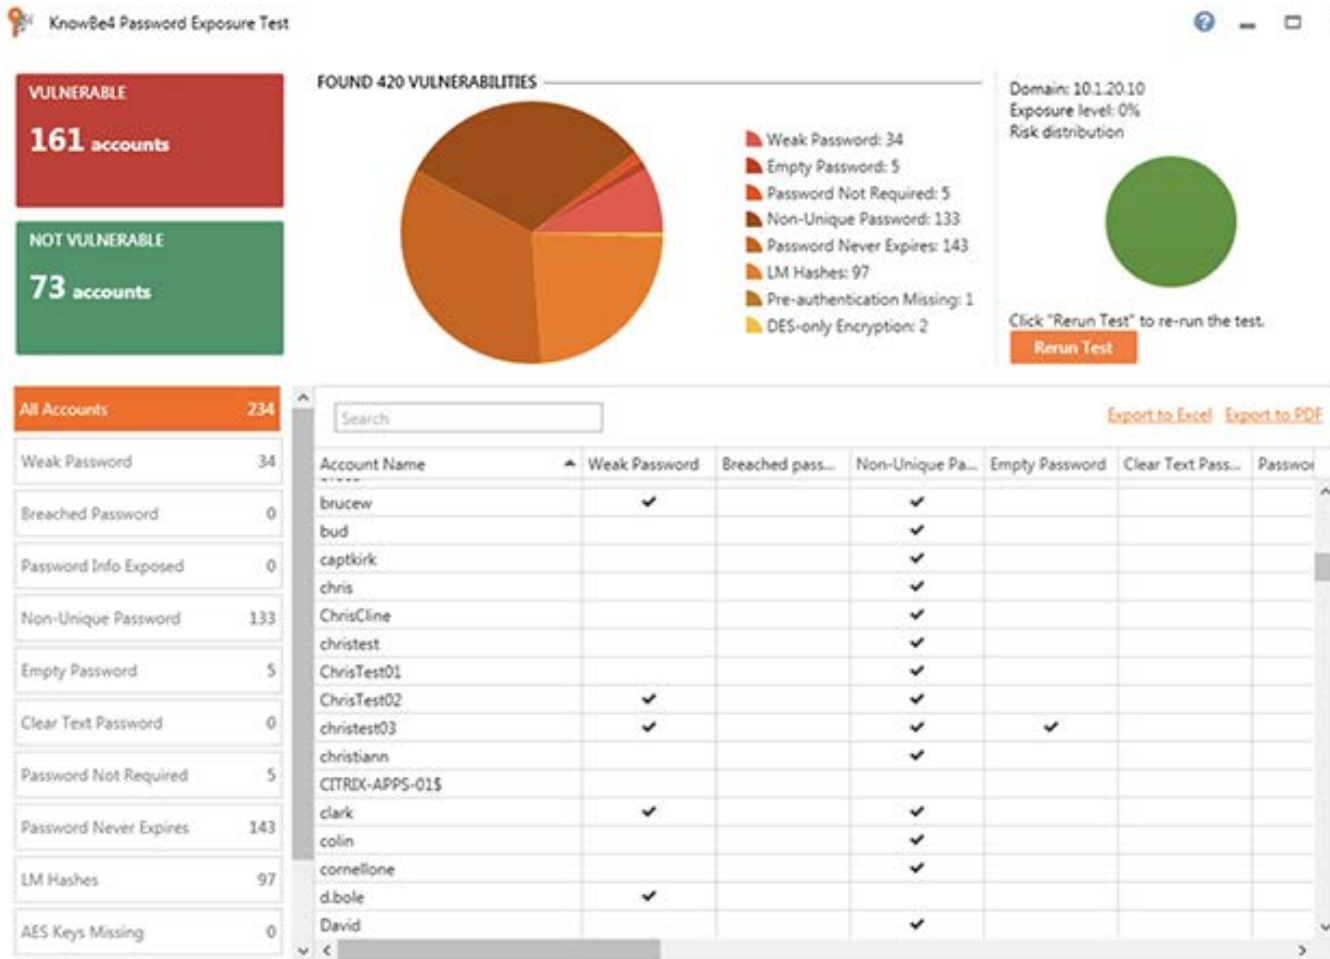 KnowBe4 Password Exposure Test
VULNERABLE
161 accounts
NOT VULNERABLE
73 accounts
FOUND 420 VULNERABILITIES
Weak Password: 34
Empty Password: 5
Password Not Required: 5
Non-Unique Password: 133
Password Never Expires: 143
LM Hashes: 97
Pre-authentication Missing: 1
DES-only Encryption: 2
Domain: 10.1.20.10
Exposure level: 0%
Risk distribution
Click "Rerun Test" to re-run the test.
Rerun Test
All Accounts 234
Weak Password 34
Breached Password 0
Password Info Exposed 0
Non-Unique Password 133
Empty Password 5
Clear Text Password 0
Password Not Required 5
Password Never Expires 143
LM Hashes 97
AES Keys Missing 0
Search
Export to Excel Export to PDF
Account Name Weak Password Breached pass... Non-Unique Pa... Empty Password Clear Text Pass... Passwor
brucew
bud
captkirk
chris
ChrisCline
christest
ChrisTest01
ChrisTest02
christest03
christiann
CITRIX-APPS-01$
clark
colin
cornellone
d.bole
David